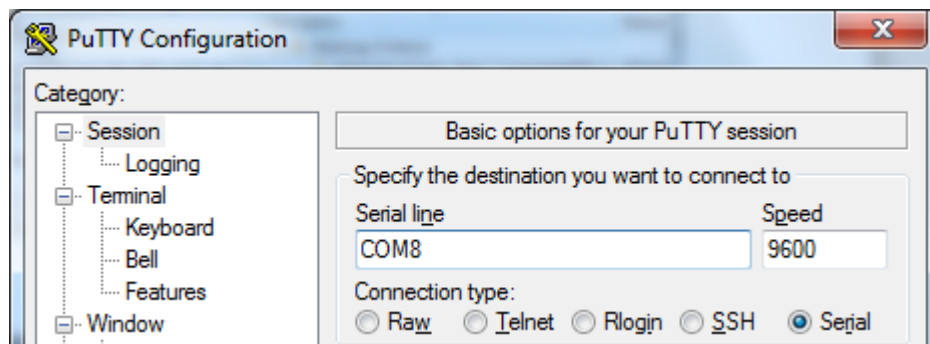 PuTTY Configuration
x
Category:
Session
Logging
Terminal
Keyboard
Bell
Features
Window
Basic options for your PuTTY session
Specify the destination you want to connect to
Serial line Speed
COM8 9600
Connection type:
Raw Telnet Rlogin SSH Serial